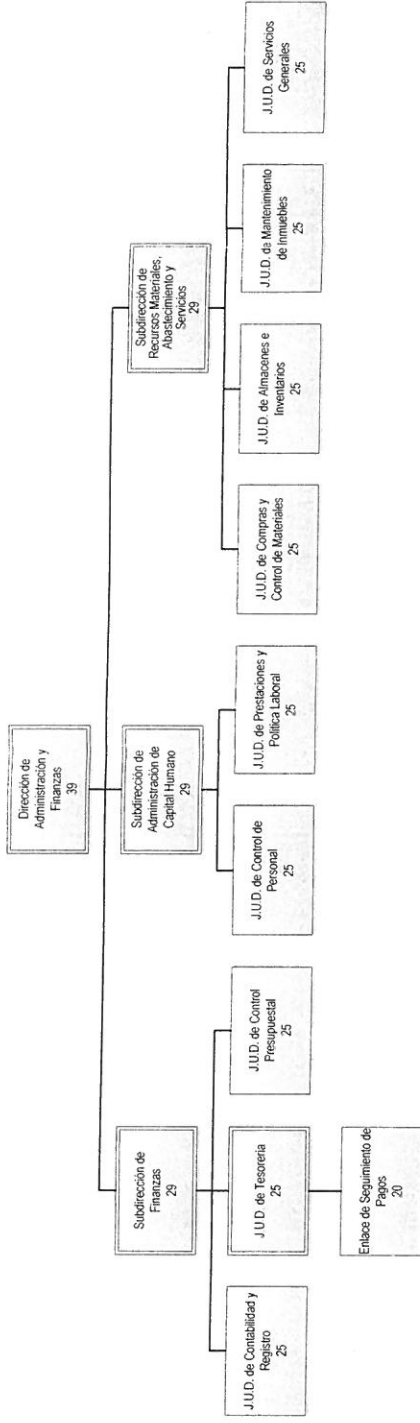 Dirección de
Administración y
Finanzas
39
Subdirección de
Finanzas
29
Subdirección de
Administración de
Capital Humano
29
Subdirección de
Recursos Materiales,
Abastecimiento y
Servicios
29
J.U.D. de Contabilidad y
Registro
25
J.U.D. de Tesorería
25
J.U.D. de Control
Presupuestal
25
J.U.D. de Control de
Personal
25
J.U.D. de Prestaciones y
Política Laboral
25
J.U.D. de Compras y
Control de Materiales
25
J.U.D. de Almacenes e
Inventarios
25
J.U.D. de Mantenimiento
de Inmuebles
25
J.U.D. de Servicios
Generales
25
Enlace de Seguimiento de
Pagos
20